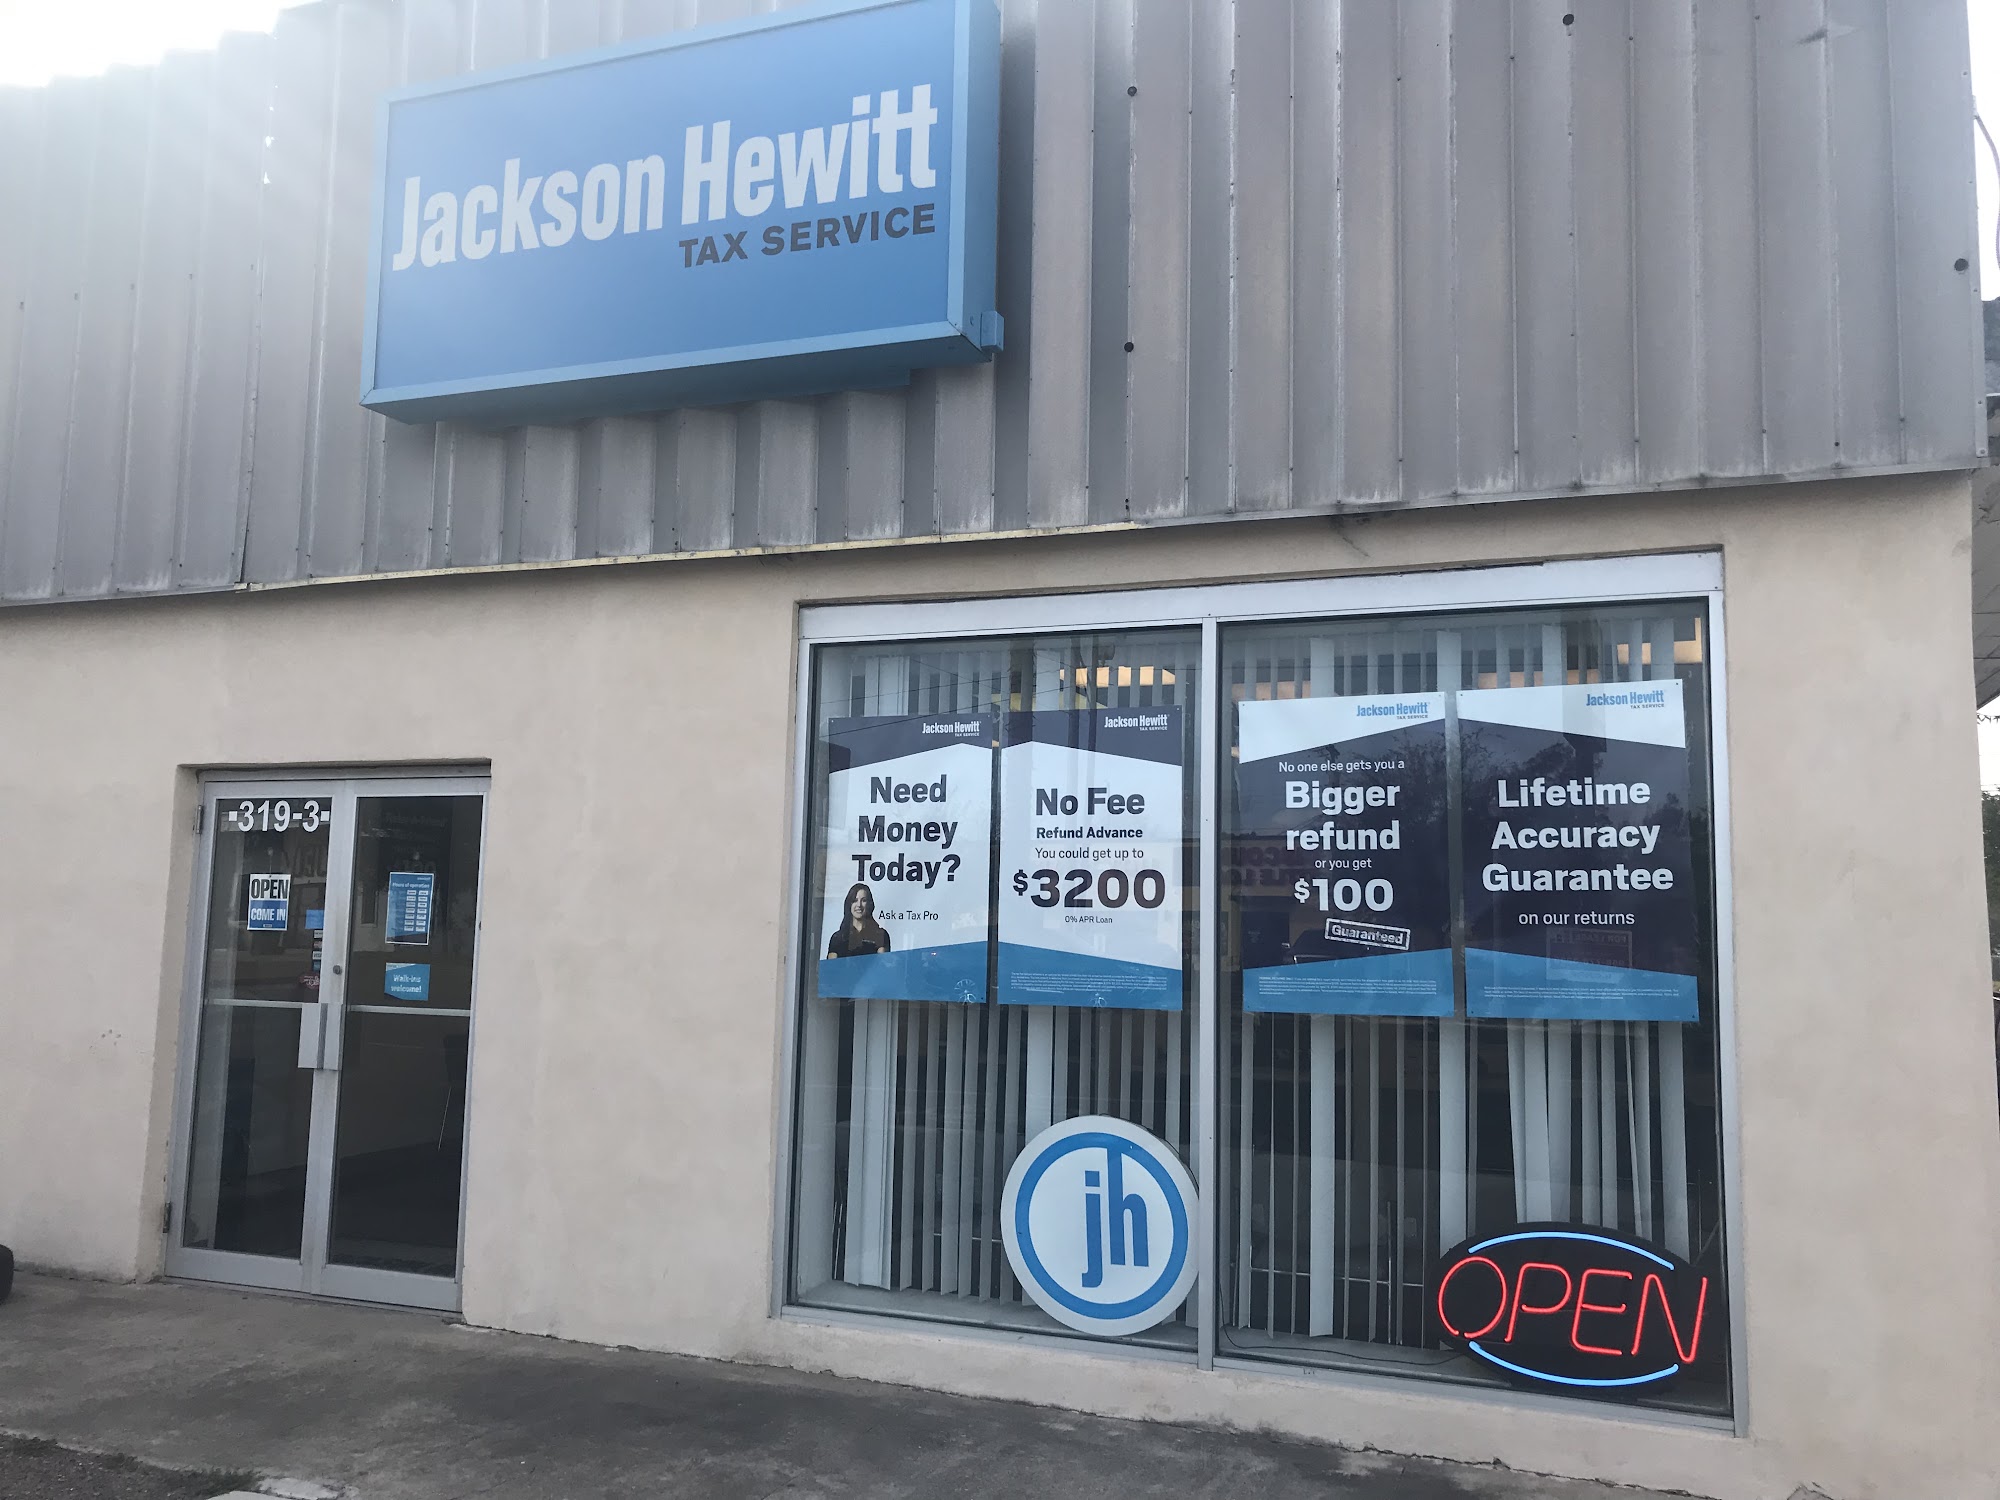 Jackson Hewitt
TAX SERVICE
-319-3-
OPEN
COME IN
Walk-ins
welcome!
Jackson Hewitt
TAX SERVICE
Need
Money
Today?
Ask a Tax Pro
Jackson Hewitt
TAX SERVICE
No Fee
Refund Advance
You could get up to
$3200
0% APR Loan
Jackson Hewitt
TAX SERVICE
No one else gets you a
Bigger
refund
or you get
$100
Guaranteed
Jackson Hewitt
TAX SERVICE
Lifetime
Accuracy
Guarantee
on our returns
jh
OPEN